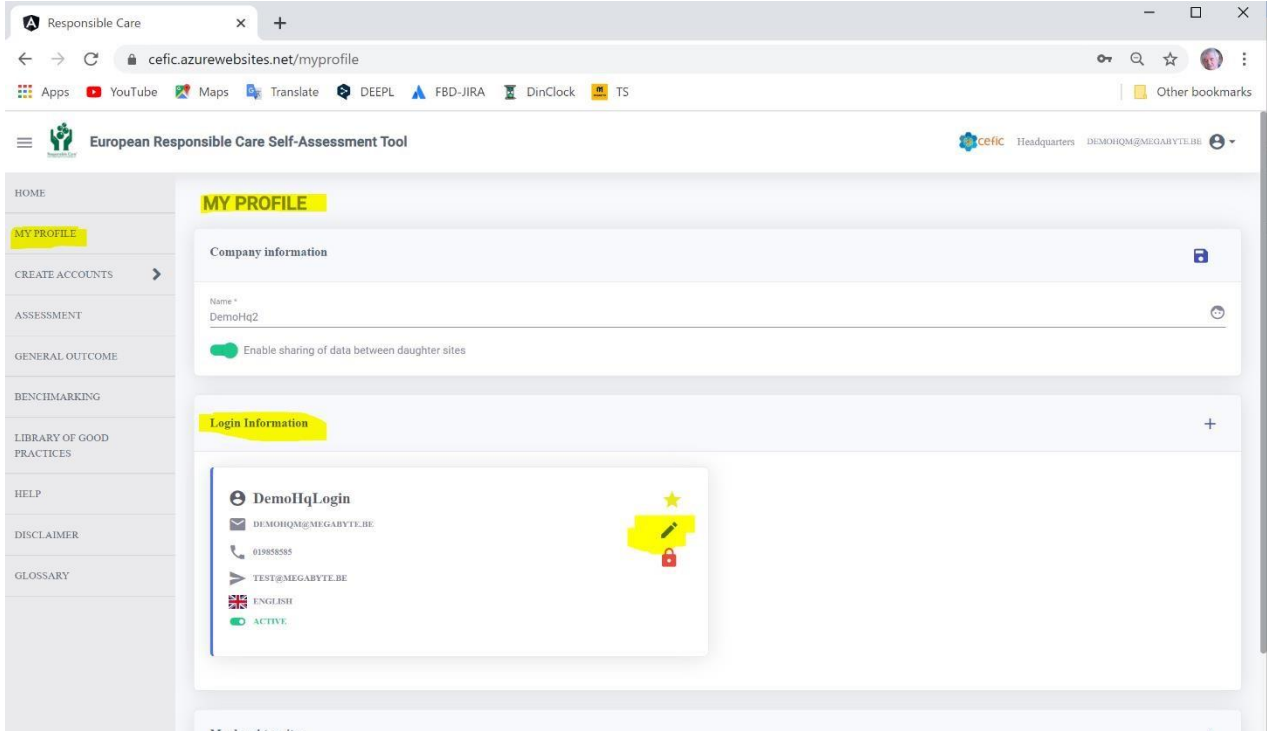 Responsible Care
cefic.azurewebsites.net/myprofile
Apps YouTube Maps Translate DEEPL FBD-JIRA DinClock TS Other bookmarks
European Responsible Care Self-Assessment Tool
cefic Headquarters DEMOHQM@MEGABYTE.BE
HOME
MY PROFILE
CREATE ACCOUNTS
ASSESSMENT
GENERAL OUTCOME
BENCHMARKING
LIBRARY OF GOOD
PRACTICES
HELP
DISCLAIMER
GLOSSARY
MY PROFILE
Company information
Name *
DemoHq2
Enable sharing of data between daughter sites
Login Information
DemoHqLogin
DEMOHQM@MEGABYTE.BE
019858585
TEST@MEGABYTE.BE
ENGLISH
ACTIVE